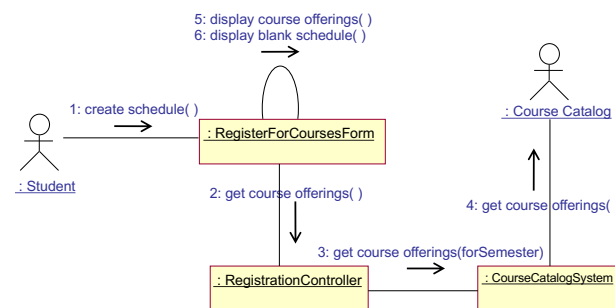 5: display course offerings( )
6: display blank schedule( )
1: create schedule( )
: Course Catalog
: RegisterForCoursesForm
: Student
2: get course offerings( )
4: get course offerings(
3: get course offerings(forSemester)
: RegistrationController
: CourseCatalogSystem